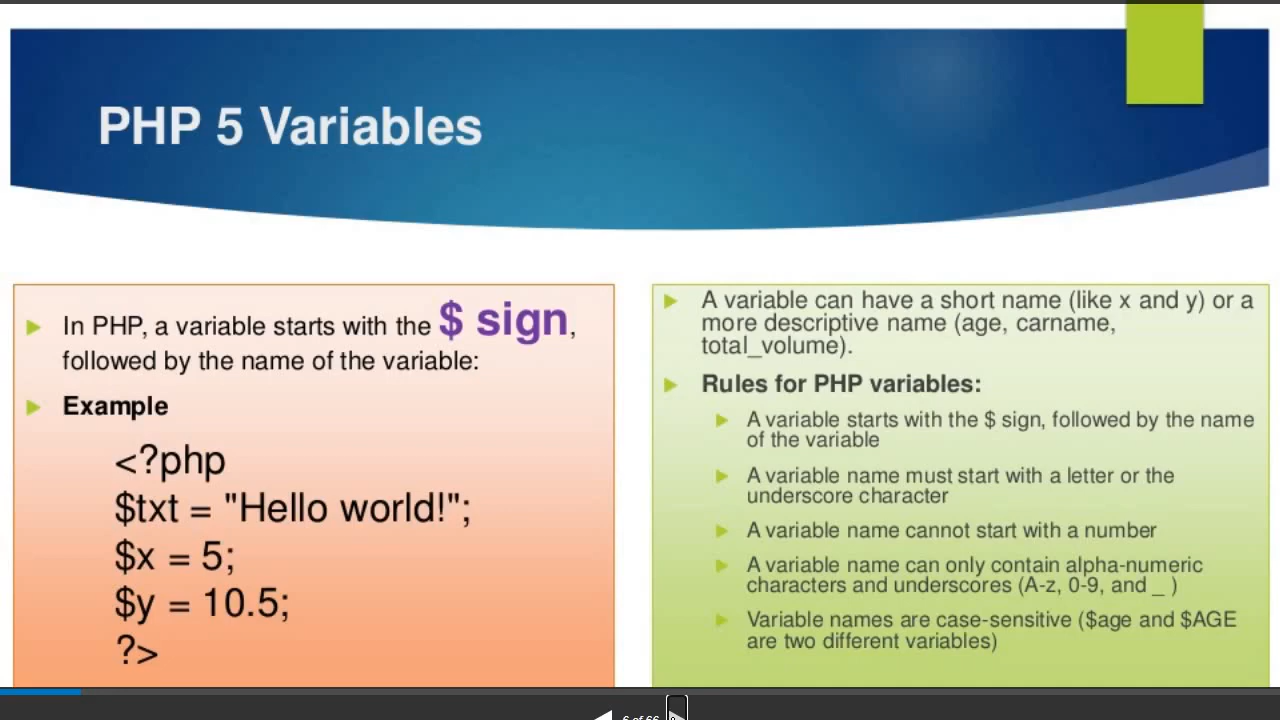 PHP 5 Variables
In PHP, a variable starts with the $ sign,
followed by the name of the variable:
Example
<?php
$txt = "Hello world!";
$x = 5;
$y = 10.5;
?>
A variable can have a short name (like x and y) or a
more descriptive name (age, carname,
total_volume).
Rules for PHP variables:
A variable starts with the $ sign, followed by the name
of the variable
A variable name must start with a letter or the
underscore character
A variable name cannot start with a number
A variable name can only contain alpha-numeric
characters and underscores (A-z, 0-9, and _ )
Variable names are case-sensitive ($age and $AGE
are two different variables)
6 of 66